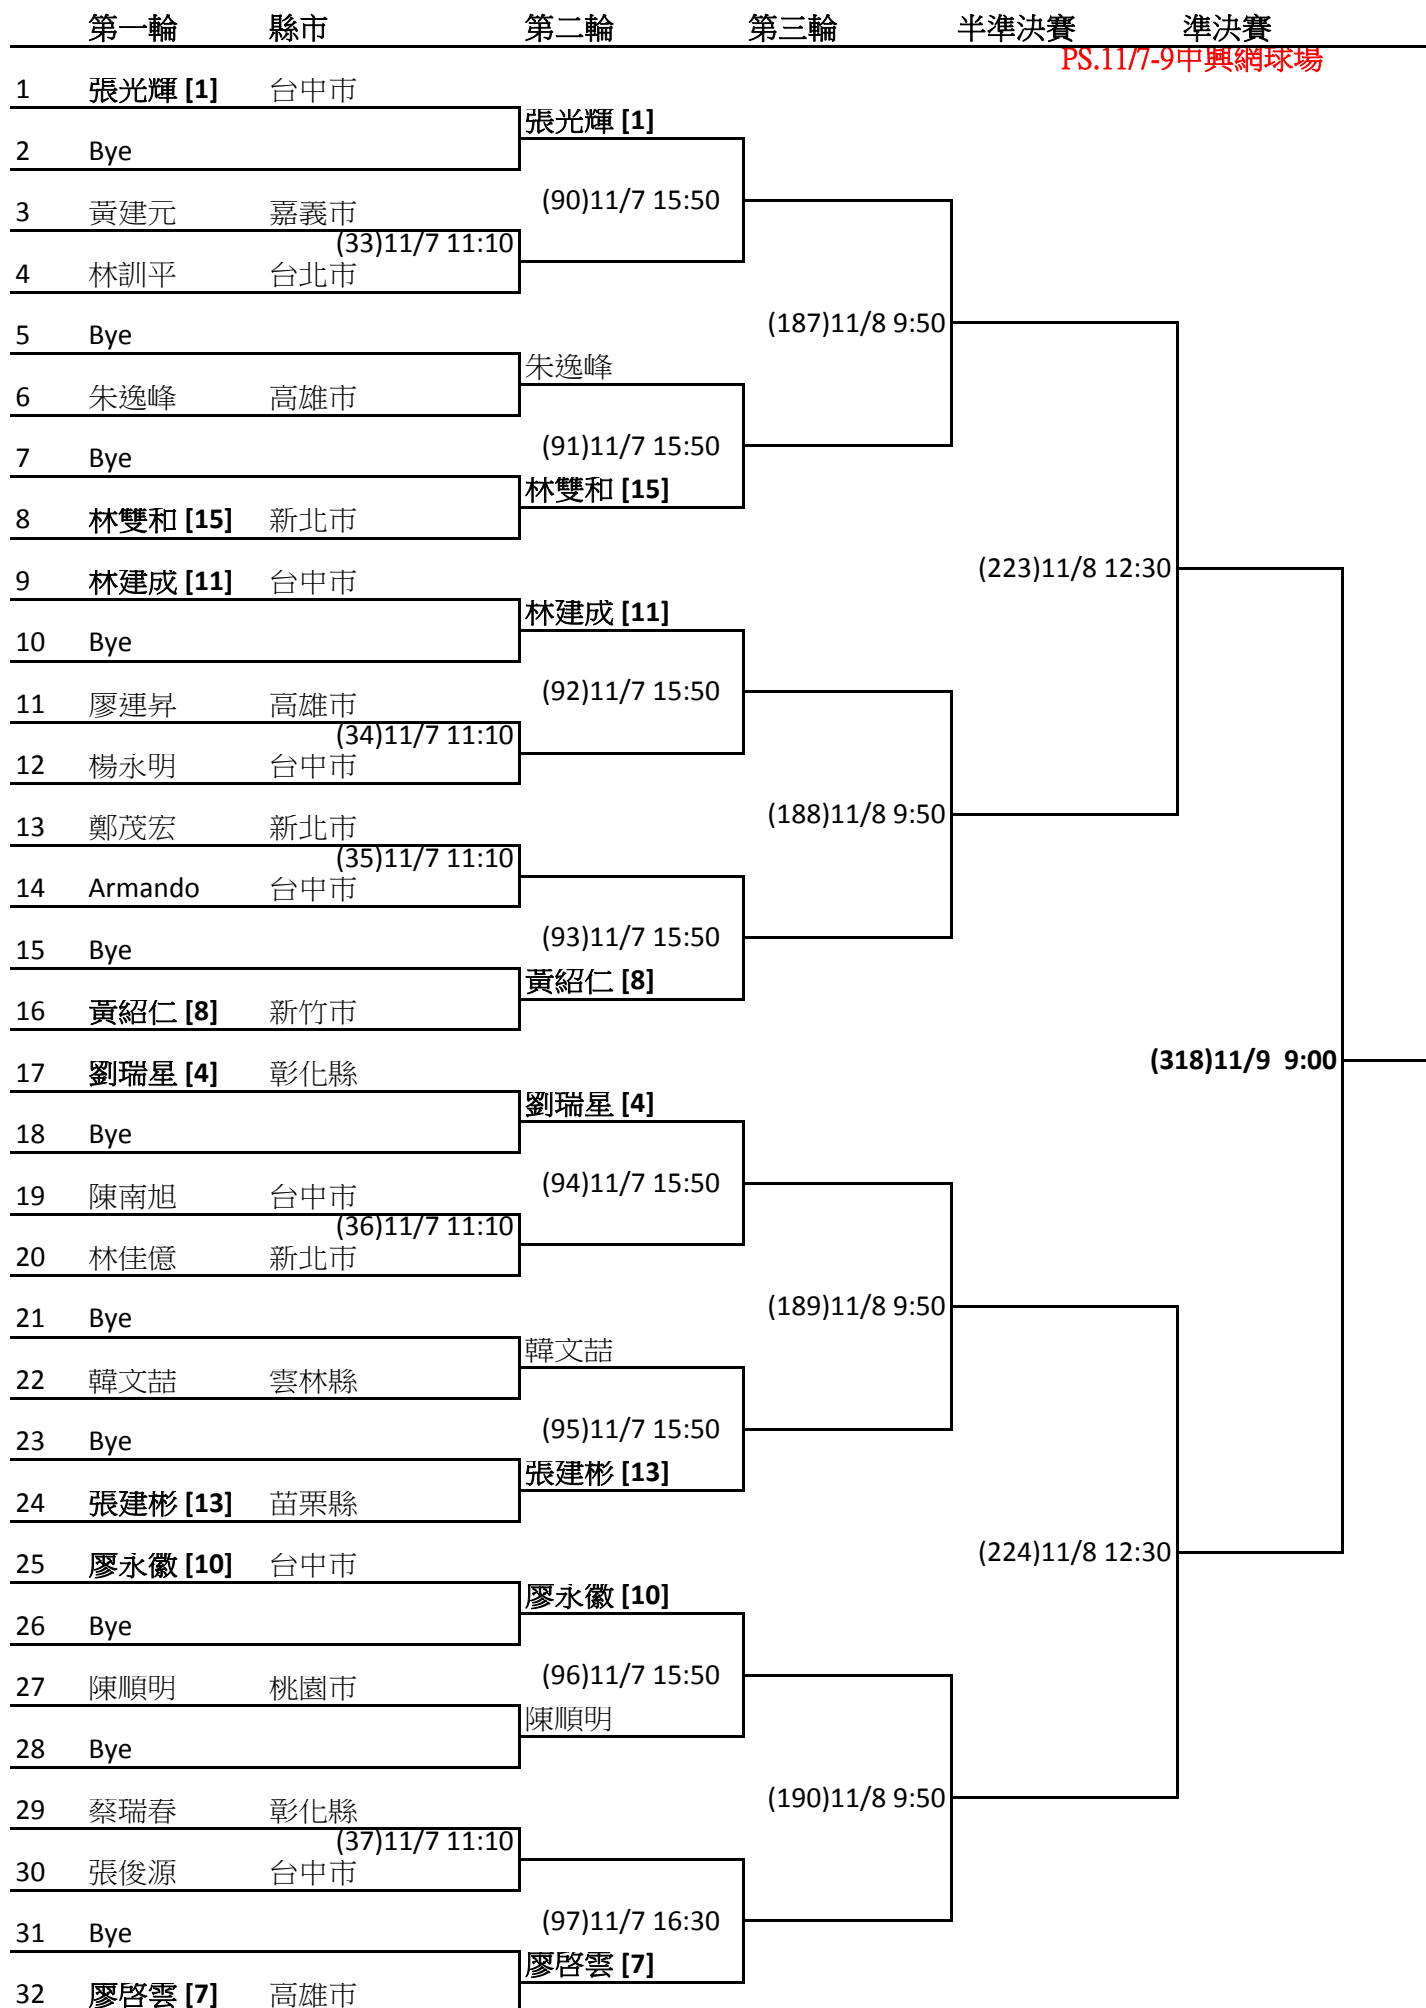 第一輪 縣市 第二輪 第三輪 半準決賽 準決賽
PS.11/7-9中興網球場
1 張光輝 [1] 台中市
張光輝 [1]
2 Bye
(90)11/7 15:50
3 黃建元 嘉義市
(33)11/7 11:10
4 林訓平 台北市
(187)11/8 9:50
5 Bye
朱逸峰
6 朱逸峰 高雄市
(91)11/7 15:50
7 Bye
林雙和 [15]
8 林雙和 [15] 新北市
(223)11/8 12:30
9 林建成 [11] 台中市
林建成 [11]
10 Bye
(92)11/7 15:50
11 廖連昇 高雄市
(34)11/7 11:10
12 楊永明 台中市
(188)11/8 9:50
13 鄭茂宏 新北市
(35)11/7 11:10
14 Armando 台中市
(93)11/7 15:50
15 Bye
黃紹仁 [8]
16 黃紹仁 [8] 新竹市
(318)11/9 9:00
17 劉瑞星 [4] 彰化縣
劉瑞星 [4]
18 Bye
(94)11/7 15:50
19 陳南旭 台中市
(36)11/7 11:10
20 林佳億 新北市
(189)11/8 9:50
21 Bye
韓文喆
22 韓文喆 雲林縣
(95)11/7 15:50
23 Bye
張建彬 [13]
24 張建彬 [13] 苗栗縣
(224)11/8 12:30
25 廖永徽 [10] 台中市
廖永徽 [10]
26 Bye
(96)11/7 15:50
27 陳順明 桃園市
陳順明
28 Bye
(190)11/8 9:50
29 蔡瑞春 彰化縣
(37)11/7 11:10
30 張俊源 台中市
(97)11/7 16:30
31 Bye
廖啓雲 [7]
32 廖啓雲 [7] 高雄市